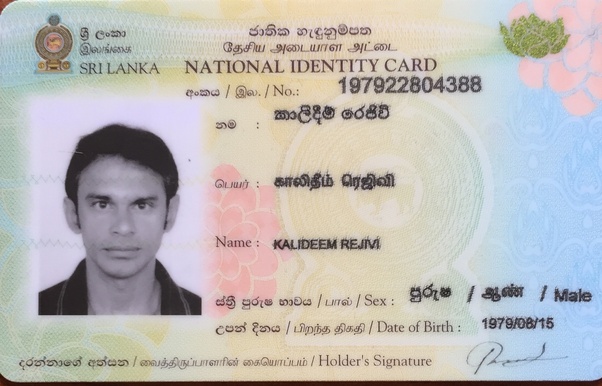 ශ්‍රී ලංකා
இலங்கை
SRI LANKA
ජාතික හැඳුනුම්පත
தேசிய அடையாள அட்டை
NATIONAL IDENTITY CARD
අංකය / இல. / No.: 197922804388
නම : කාලිදීම් රෙජිවි
பெயர் : காலிதீம் ரெஜிவி
Name : KALIDEEM REJIVI
ස්ත්‍රී පුරුෂ භාවය / பால் / Sex : පුරුෂ / ஆண் / Male
උපන් දිනය / பிறந்த திகதி / Date of Birth : 1979/08/15
දරන්නාගේ අත්සන / வைத்திருப்பாளரின் கையொப்பம் / Holder's Signature